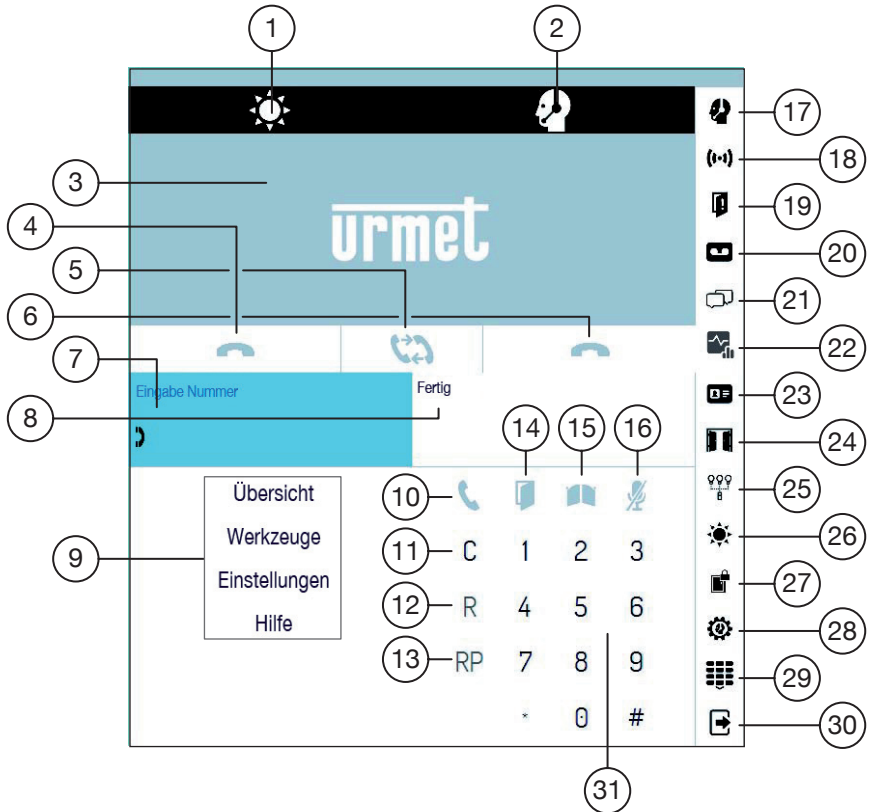 1 2
17
18
3
urmet
19
4
20
5
21
6
22
7
Eingabe Nummer Fertig
23
8
14 15 16
24
10
Übersicht
25
Werkzeuge
11 C 1 2 3
26
9
Einstellungen
27
Hilfe
12 R 4 5 6
28
13 RP 7 8 9
29
* 0 #
30
31